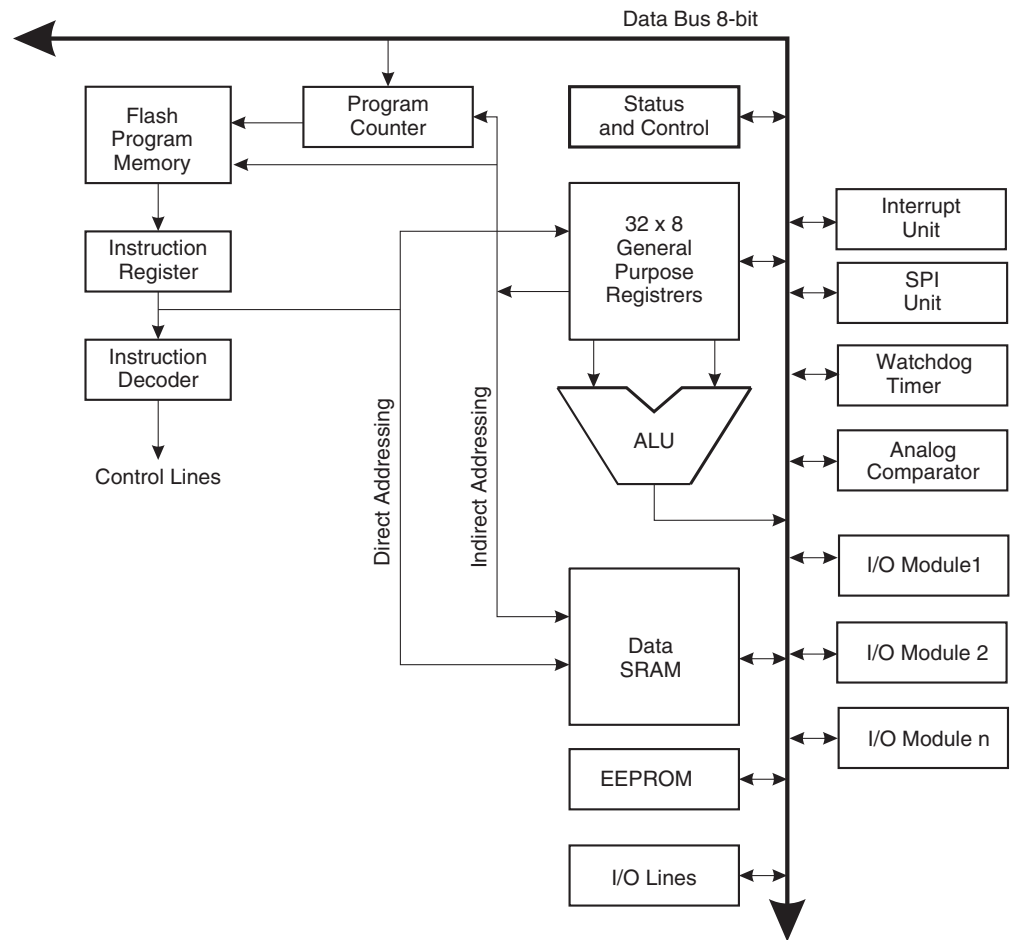 Data Bus 8-bit
Flash
Program
Memory
Program
Counter
Status
and Control
32 x 8
General
Purpose
Registrers
Interrupt
Unit
Instruction
Register
SPI
Unit
Instruction
Decoder
Watchdog
Timer
Direct Addressing
Indirect Addressing
ALU
Analog
Comparator
Control Lines
I/O Module1
Data
SRAM
I/O Module 2
I/O Module n
EEPROM
I/O Lines